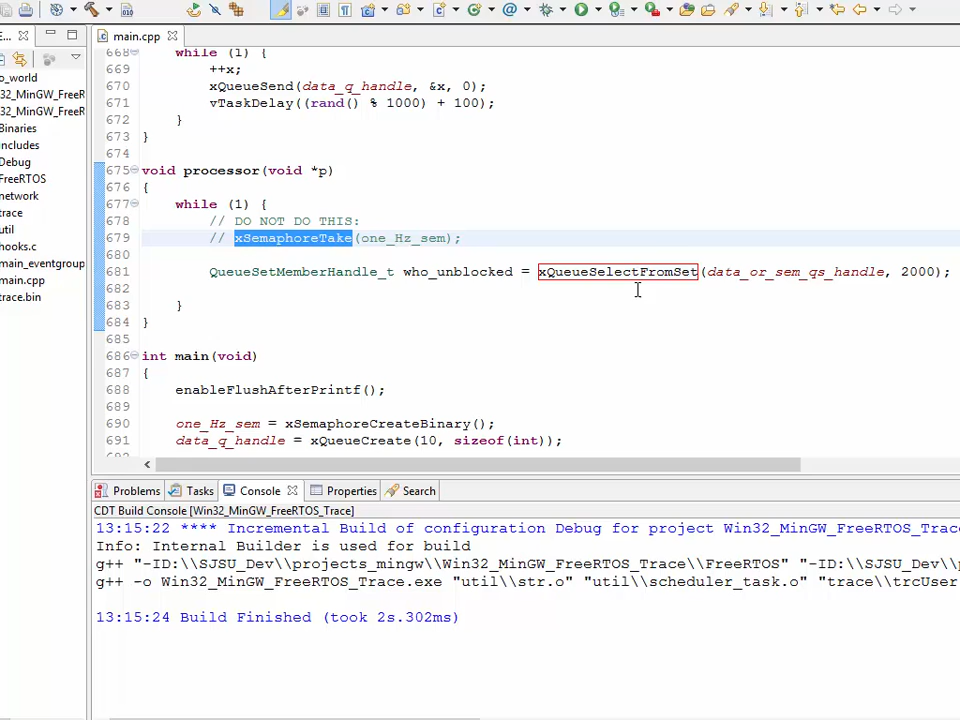 E...
main.cpp
o_world
32_MinGW_FreeR
32_MinGW_FreeR
Binaries
Includes
Debug
FreeRTOS
network
trace
util
hooks.c
main_eventgroup
main.cpp
trace.bin
668 while (1) {
669 ++x;
670 xQueueSend(data_q_handle, &x, 0);
671 vTaskDelay((rand() % 1000) + 100);
672 }
673 }
674
675 void processor(void *p)
676 {
677 while (1) {
678 // DO NOT DO THIS:
679 // xSemaphoreTake(one_Hz_sem);
680
681 QueueSetMemberHandle_t who_unblocked = xQueueSelectFromSet(data_or_sem_qs_handle, 2000);
682
683 }
684 }
685
686 int main(void)
687 {
688 enableFlushAfterPrintf();
689
690 one_Hz_sem = xSemaphoreCreateBinary();
691 data_q_handle = xQueueCreate(10, sizeof(int));
Problems Tasks Console Properties Search
CDT Build Console [Win32_MinGW_FreeRTOS_Trace]
13:15:22 **** Incremental Build of configuration Debug for project Win32_MinGW_FreeRTOS_Trace
Info: Internal Builder is used for build
g++ "-ID:\\SJSU_Dev\\projects_mingw\\Win32_MinGW_FreeRTOS_Trace\\FreeRTOS" "-ID:\\SJSU_Dev\\p
g++ -o Win32_MinGW_FreeRTOS_Trace.exe "util\\str.o" "util\\scheduler_task.o" "trace\\trcUser
13:15:24 Build Finished (took 2s.302ms)